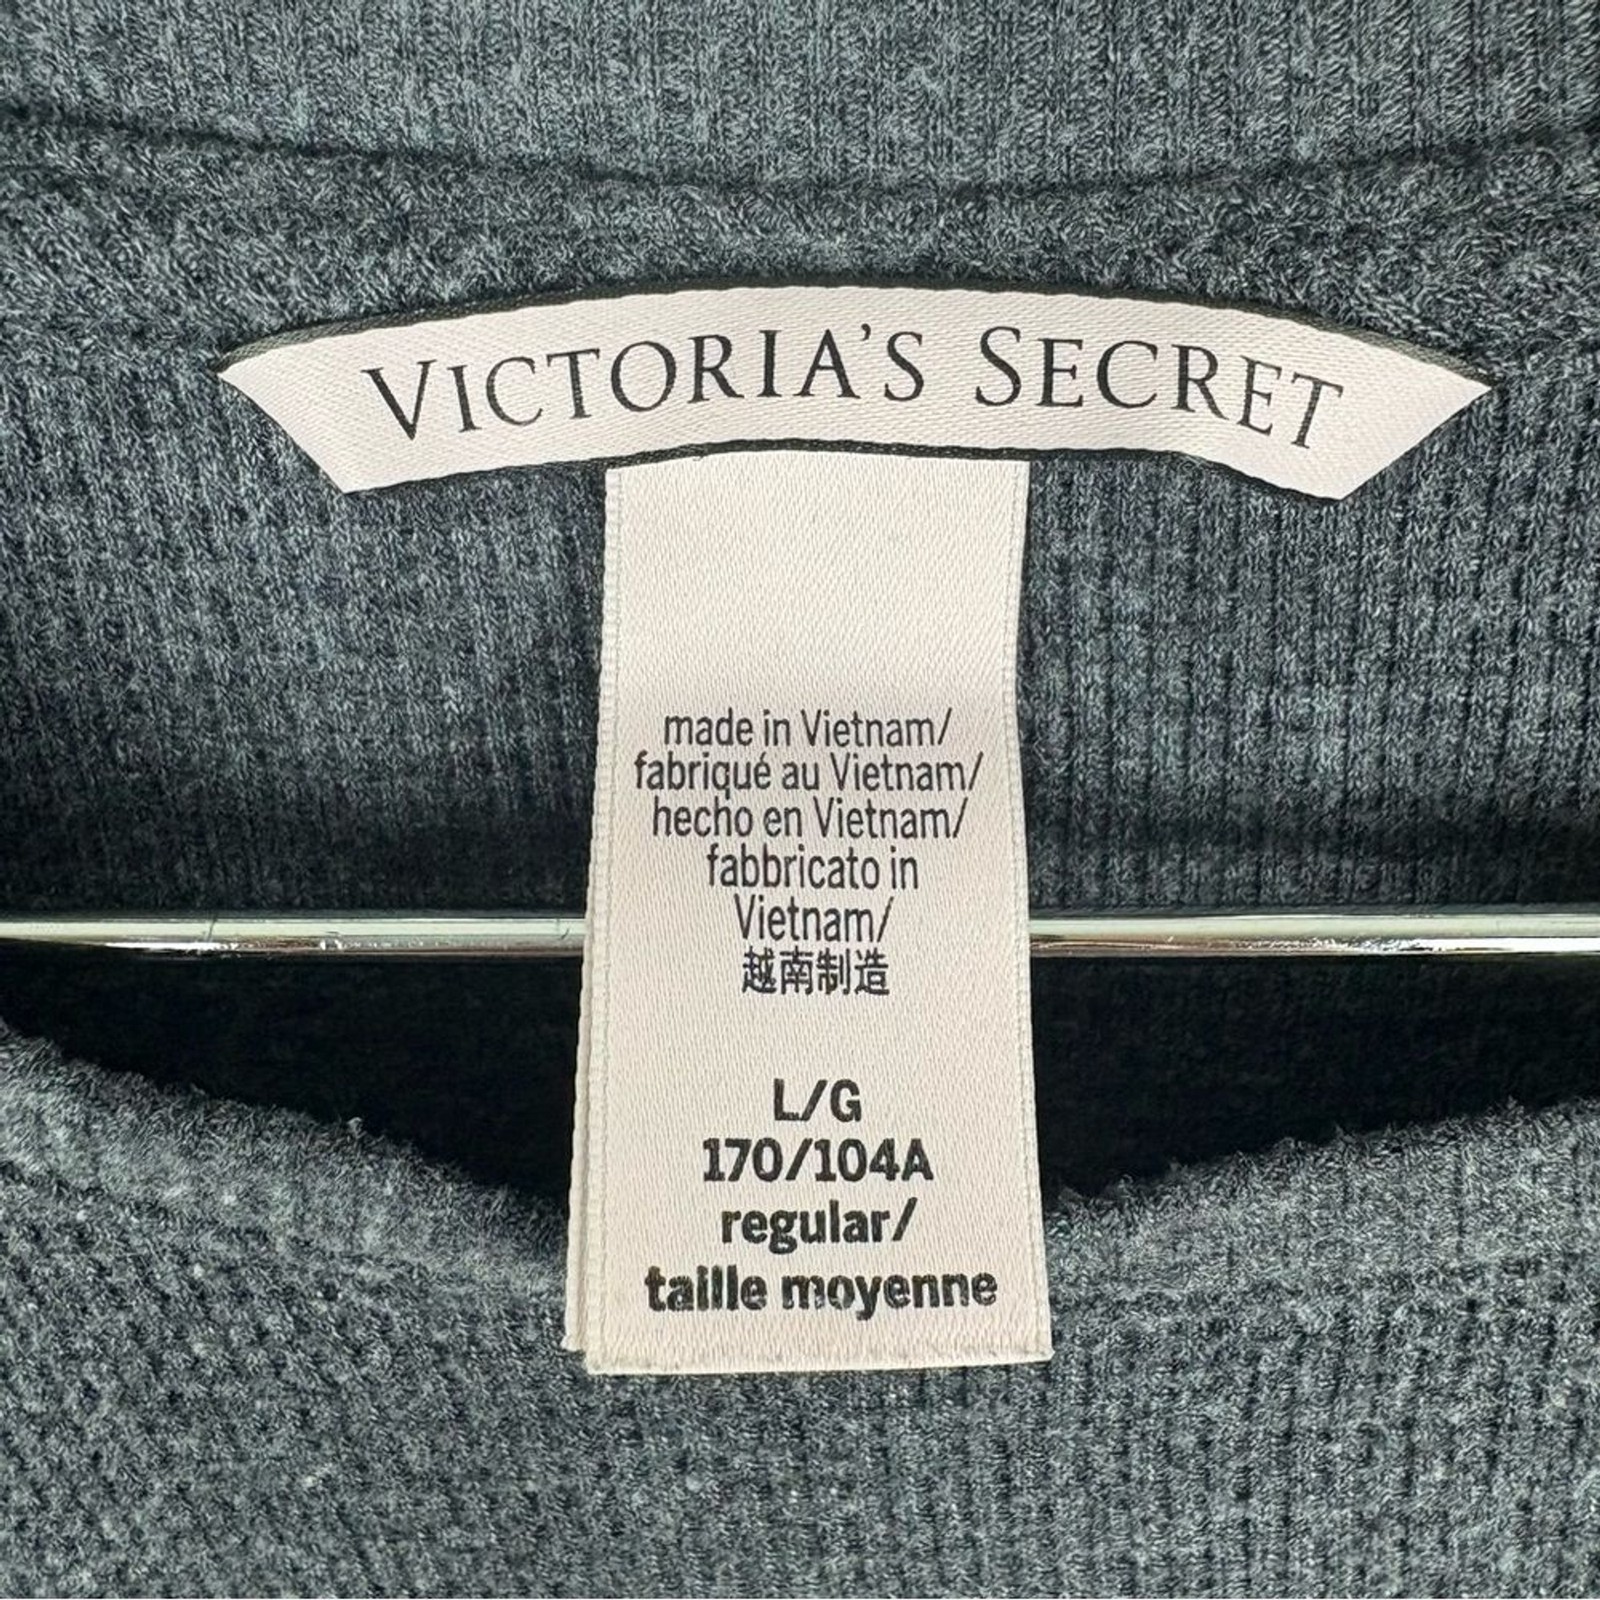 VICTORIA'S SECRET
made in Vietnam/
fabriqué au Vietnam/
hecho en Vietnam/
fabbricato in
Vietnam/
越南制造
L/G
170/104A
regular/
taille moyenne